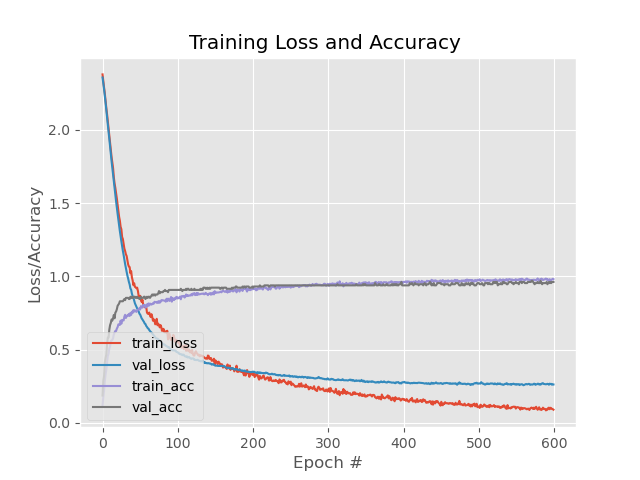 Training Loss and Accuracy
Loss/Accuracy
2.0
1.5
1.0
0.5
0.0
train_loss
val_loss
train_acc
val_acc
0 100 200 300 400 500 600
Epoch #